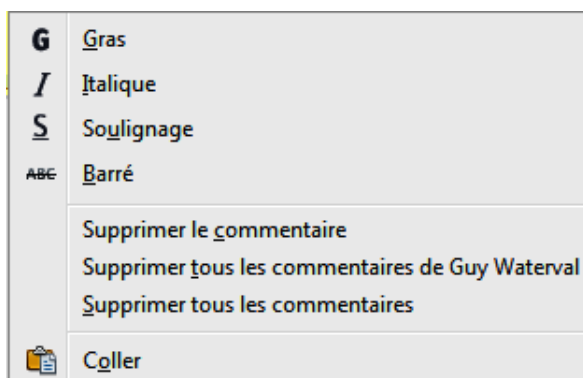 G Gras
I Italique
S Soulignage
ABC Barré
Supprimer le commentaire
Supprimer tous les commentaires de Guy Waterval
Supprimer tous les commentaires
Coller